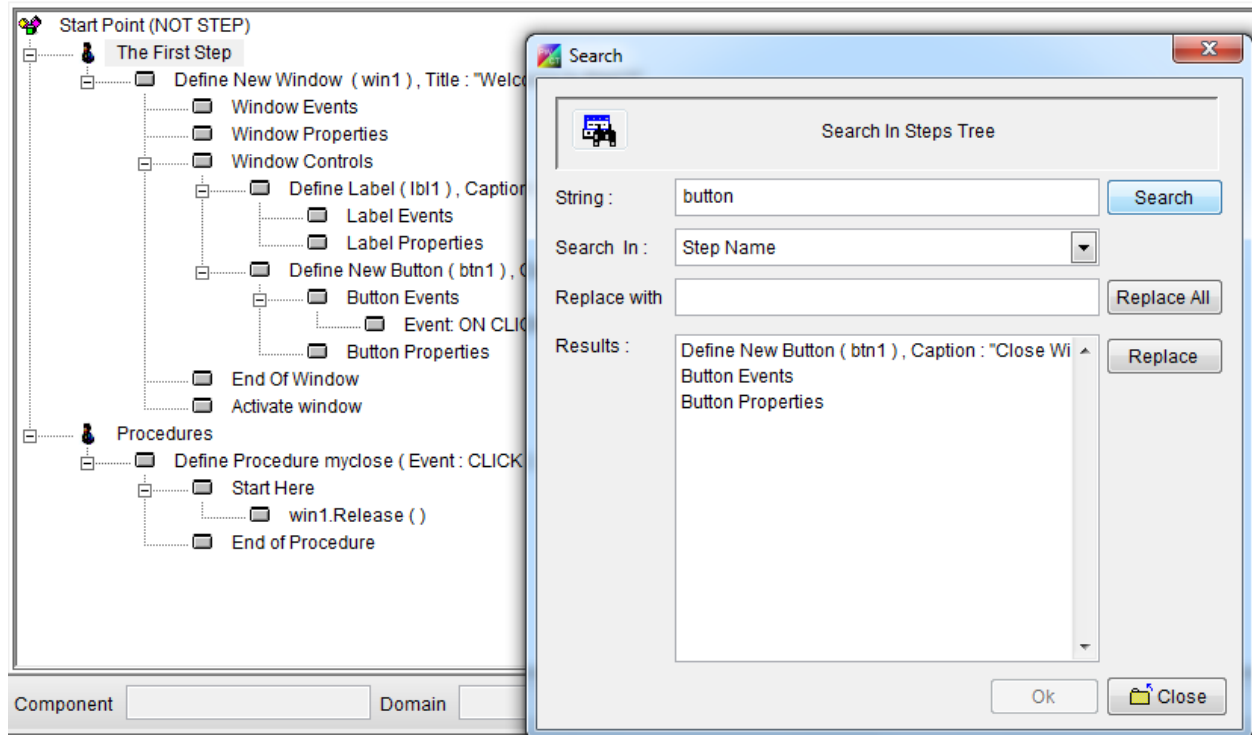 Start Point (NOT STEP)
The First Step
Define New Window ( win1 ) , Title : "Welco
Window Events
Window Properties
Window Controls
Define Label ( lbl1 ) , Caption
Label Events
Label Properties
Define New Button ( btn1 ) ,
Button Events
Event: ON CLIC
Button Properties
End Of Window
Activate window
Procedures
Define Procedure myclose ( Event : CLICK
Start Here
win1.Release ( )
End of Procedure
Component
Domain
Search
Search In Steps Tree
String :
button
Search
Search In :
Step Name
Replace with
Replace All
Results :
Define New Button ( btn1 ) , Caption : "Close Wi
Button Events
Button Properties
Replace
Ok
Close